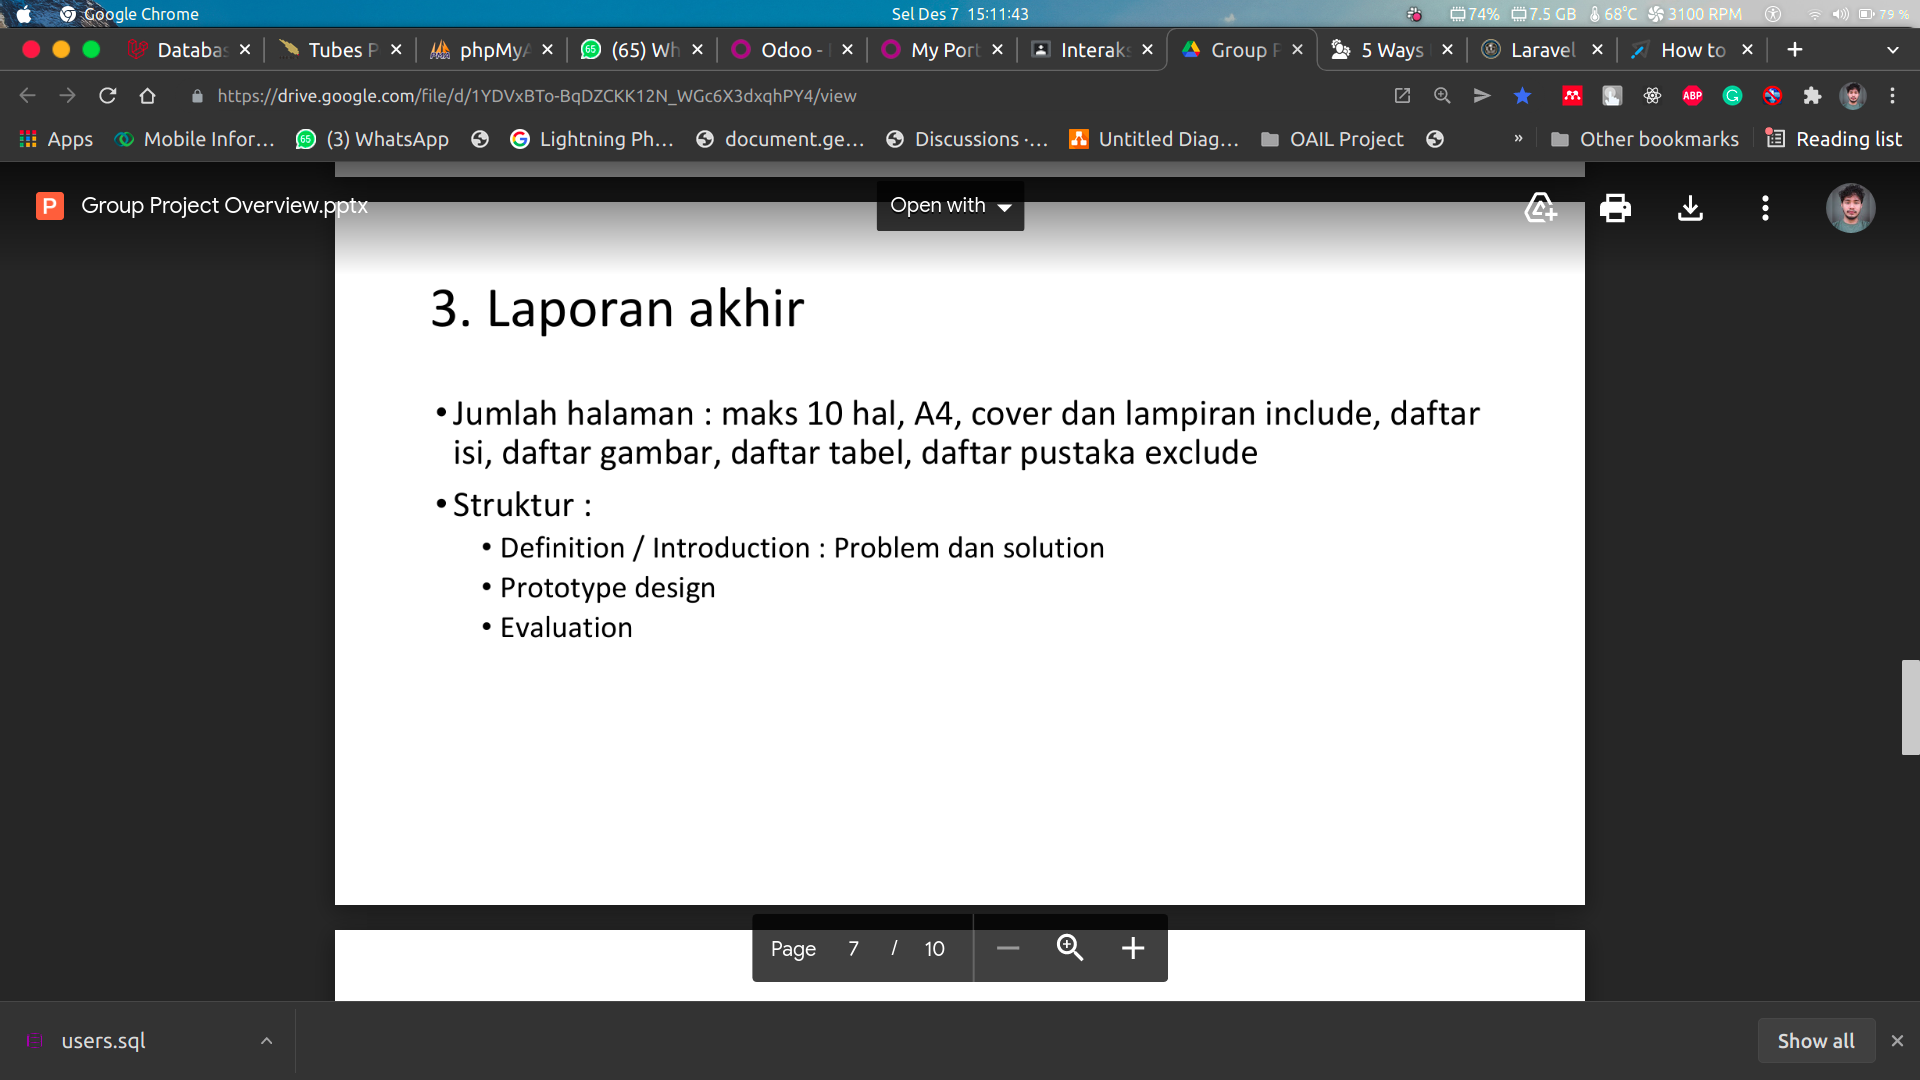 Google Chrome
Sel Des 7 15:11:43
74% 7.5 GB 68°C 3100 RPM 79 %
Databas Tubes P phpMyA (65) Wh Odoo - My Port Interaks Group P 5 Ways Laravel How to
https://drive.google.com/file/d/1YDVxBTo-BqDZCKK12N_WGc6X3dxqhPY4/view
ABP
Apps Mobile Infor... (3) WhatsApp Lightning Ph... document.ge... Discussions ·... Untitled Diag... OAIL Project » Other bookmarks Reading list
P Group Project Overview.pptx Open with
3. Laporan akhir
•Jumlah halaman : maks 10 hal, A4, cover dan lampiran include, daftar
isi, daftar gambar, daftar tabel, daftar pustaka exclude
•Struktur :
• Definition / Introduction : Problem dan solution
• Prototype design
• Evaluation
Page 7 / 10
users.sql
Show all